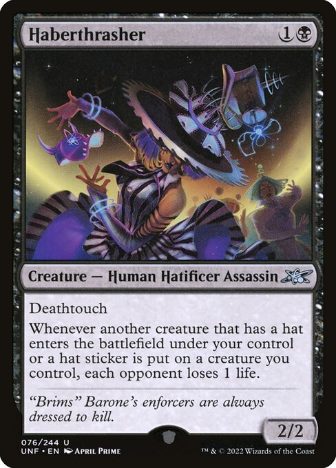 Haberthrasher 1
Creature — Human Hatificer Assassin
Deathtouch
Whenever another creature that has a hat
enters the battlefield under your control
or a hat sticker is put on a creature you
control, each opponent loses 1 life.
"Brims" Barone's enforcers are always
dressed to kill.
2/2
076/244 U
UNF • EN APRIL PRIME
™ & © 2022 Wizards of the Coast